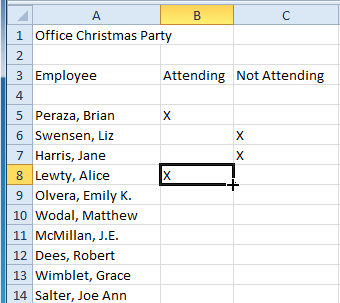 A B C
1 Office Christmas Party
2
3 Employee Attending Not Attending
4
5 Peraza, Brian X
6 Swensen, Liz X
7 Harris, Jane X
8 Lewty, Alice X
9 Olvera, Emily K.
10 Wodal, Matthew
11 McMillan, J.E.
12 Dees, Robert
13 Wimblet, Grace
14 Salter, Joe Ann